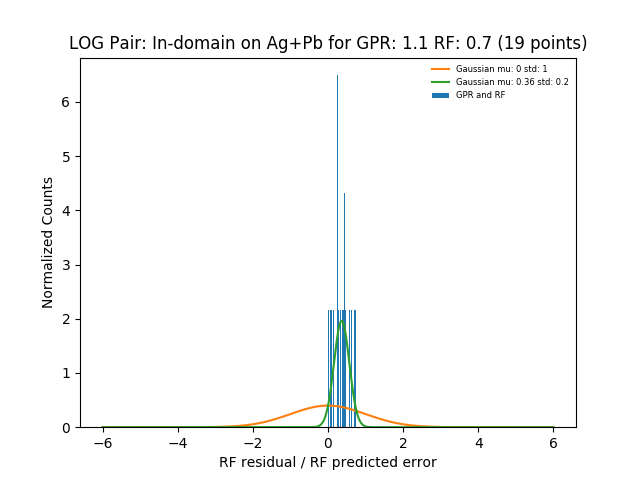 LOG Pair: In-domain on Ag+Pb for GPR: 1.1 RF: 0.7 (19 points)
Gaussian mu: 0 std: 1
Gaussian mu: 0.36 std: 0.2
GPR and RF
Normalized Counts
6
5
4
3
2
1
0
−6 −4 −2 0 2 4 6
RF residual / RF predicted error